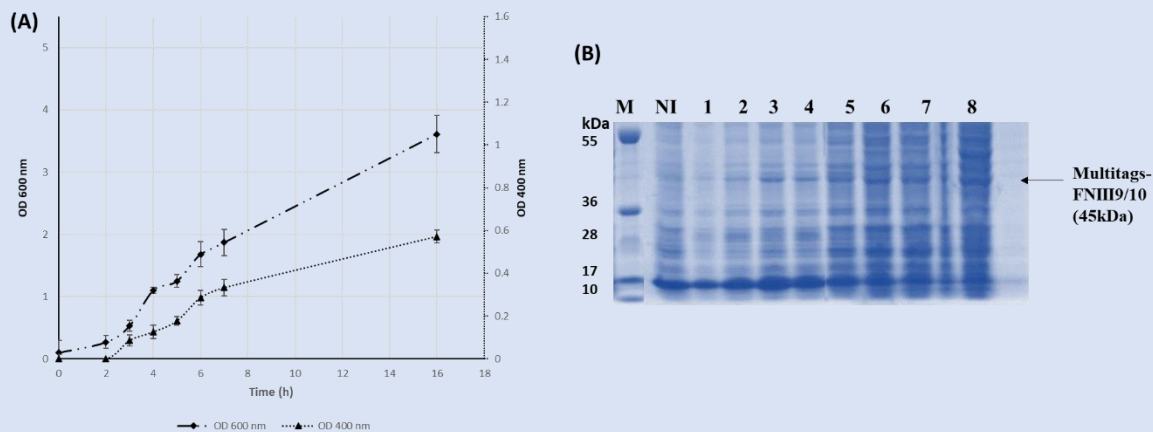 (A)
5
4
3
2
1
0
OD 600 nm
1.6
1.4
1.2
1
0.8
0.6
0.4
0.2
0
OD 400 nm
0 2 4 6 8 10 12 14 16 18
Time (h)
OD 600 nm OD 400 nm
(B)
M NI 1 2 3 4 5 6 7 8
kDa
55
36
28
17
10
Multitags-
FNIII9/10
(45kDa)